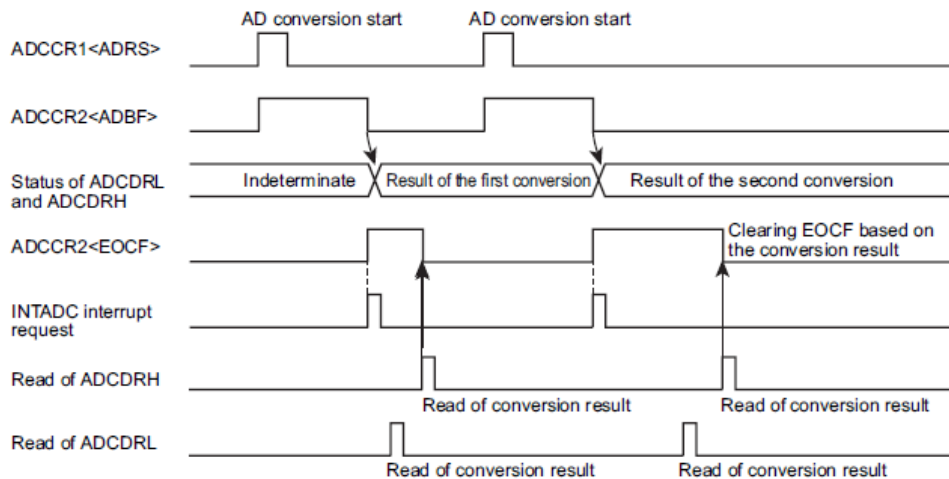 AD conversion start AD conversion start
ADCCR1<ADRS>
ADCCR2<ADBF>
Status of ADCDRL
and ADCDRH
Indeterminate Result of the first conversion Result of the second conversion
ADCCR2<EOCF>
Clearing EOCF based on
the conversion result
INTADC interrupt
request
Read of ADCDRH
Read of conversion result Read of conversion result
Read of ADCDRL
Read of conversion result Read of conversion result